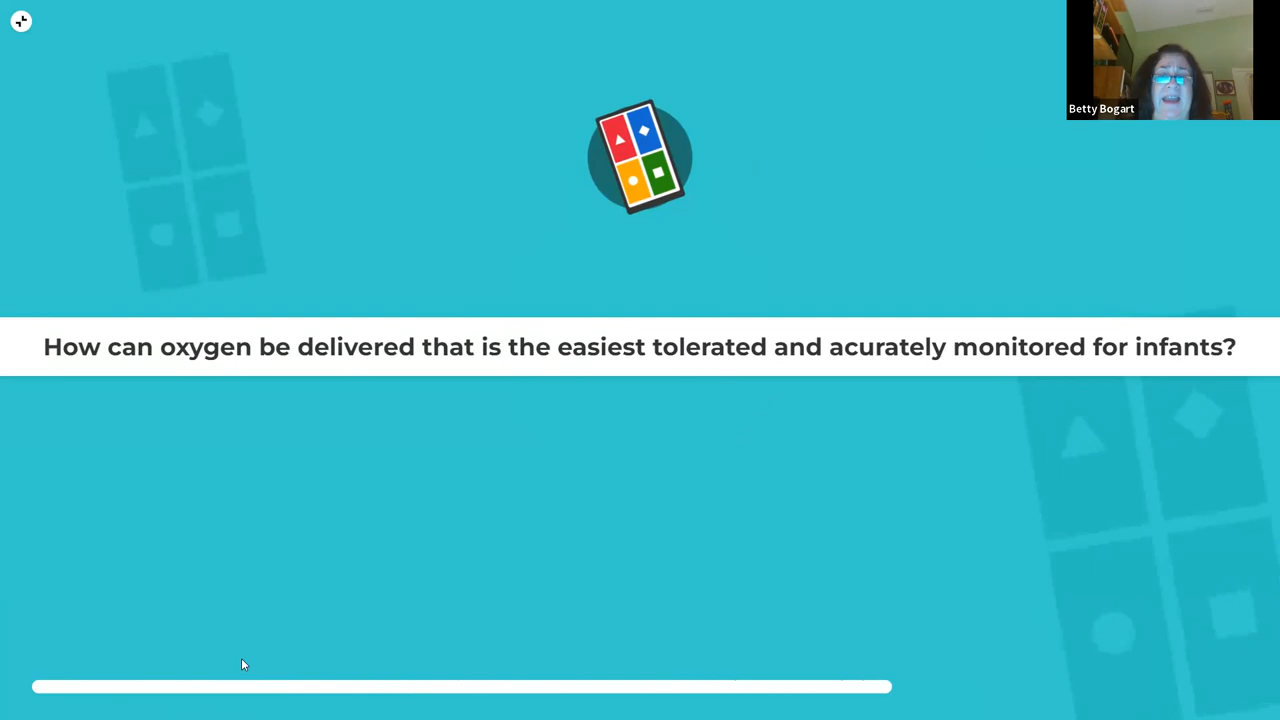 Betty Bogart
How can oxygen be delivered that is the easiest tolerated and acurately monitored for infants?